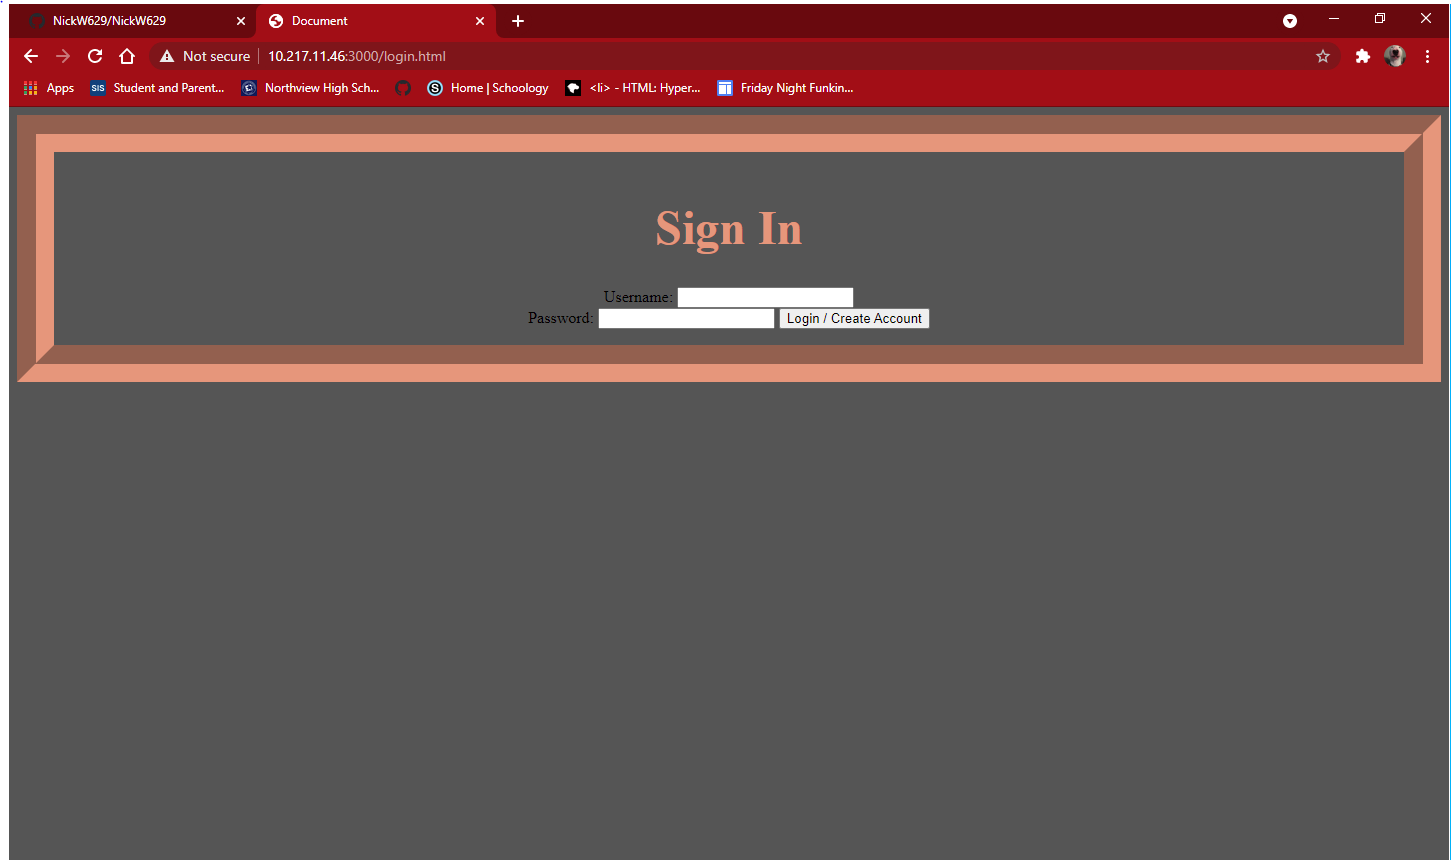 NickW629/NickW629
Document
Not secure
10.217.11.46:3000/login.html
Apps
SIS
Student and Parent...
Northview High Sch...
S
Home | Schoology
<li> - HTML: Hyper...
Friday Night Funkin...
Sign In
Username:
Password:
Login / Create Account